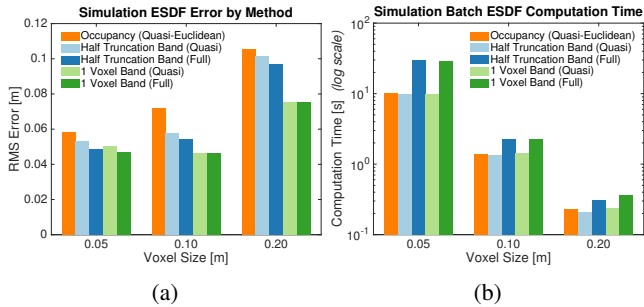 Simulation ESDF Error by Method
0.12
0.1
0.08
0.06
0.04
0.02
0
RMS Error [m]
Occupancy (Quasi-Euclidean)
Half Truncation Band (Quasi)
Half Truncation Band (Full)
1 Voxel Band (Quasi)
1 Voxel Band (Full)
0.05 0.10 0.20
Voxel Size [m]
(a)
Simulation Batch ESDF Computation Time
10^2
10^1
10^0
10^-1
Computation Time [s] (log scale)
Occupancy (Quasi-Euclidean)
Half Truncation Band (Quasi)
Half Truncation Band (Full)
1 Voxel Band (Quasi)
1 Voxel Band (Full)
0.05 0.10 0.20
Voxel Size [m]
(b)